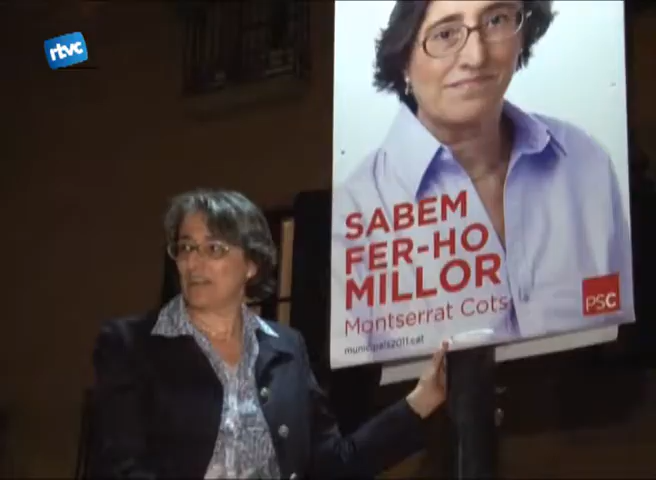 rtvc
SABEM
FER-HO
MILLOR
Montserrat Cots
PSC
municipals2011.cat